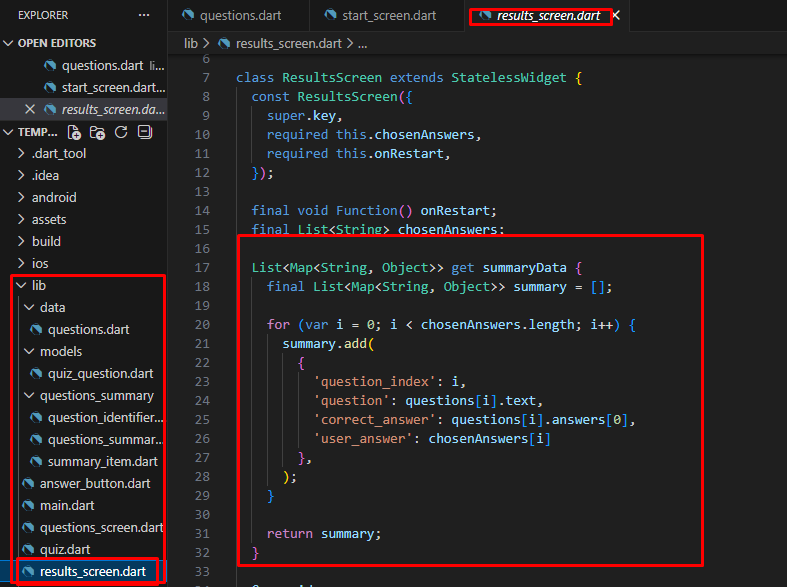 EXPLORER
...
OPEN EDITORS
questions.dart li...
start_screen.dart...
results_screen.da...
TEMP...
.dart_tool
.idea
android
assets
build
ios
lib
data
questions.dart
models
quiz_question.dart
questions_summary
question_identifier...
questions_summar...
summary_item.dart
answer_button.dart
main.dart
questions_screen.dart
quiz.dart
results_screen.dart
questions.dart
start_screen.dart
results_screen.dart
lib > results_screen.dart > ...
6
7 class ResultsScreen extends StatelessWidget {
8 const ResultsScreen({
9 super.key,
10 required this.chosenAnswers,
11 required this.onRestart,
12 });
13
14 final void Function() onRestart;
15 final List<String> chosenAnswers;
16
17 List<Map<String, Object>> get summaryData {
18 final List<Map<String, Object>> summary = [];
19
20 for (var i = 0; i < chosenAnswers.length; i++) {
21 summary.add(
22 {
23 'question_index': i,
24 'question': questions[i].text,
25 'correct_answer': questions[i].answers[0],
26 'user_answer': chosenAnswers[i]
27 },
28 );
29 }
30
31 return summary;
32 }
33